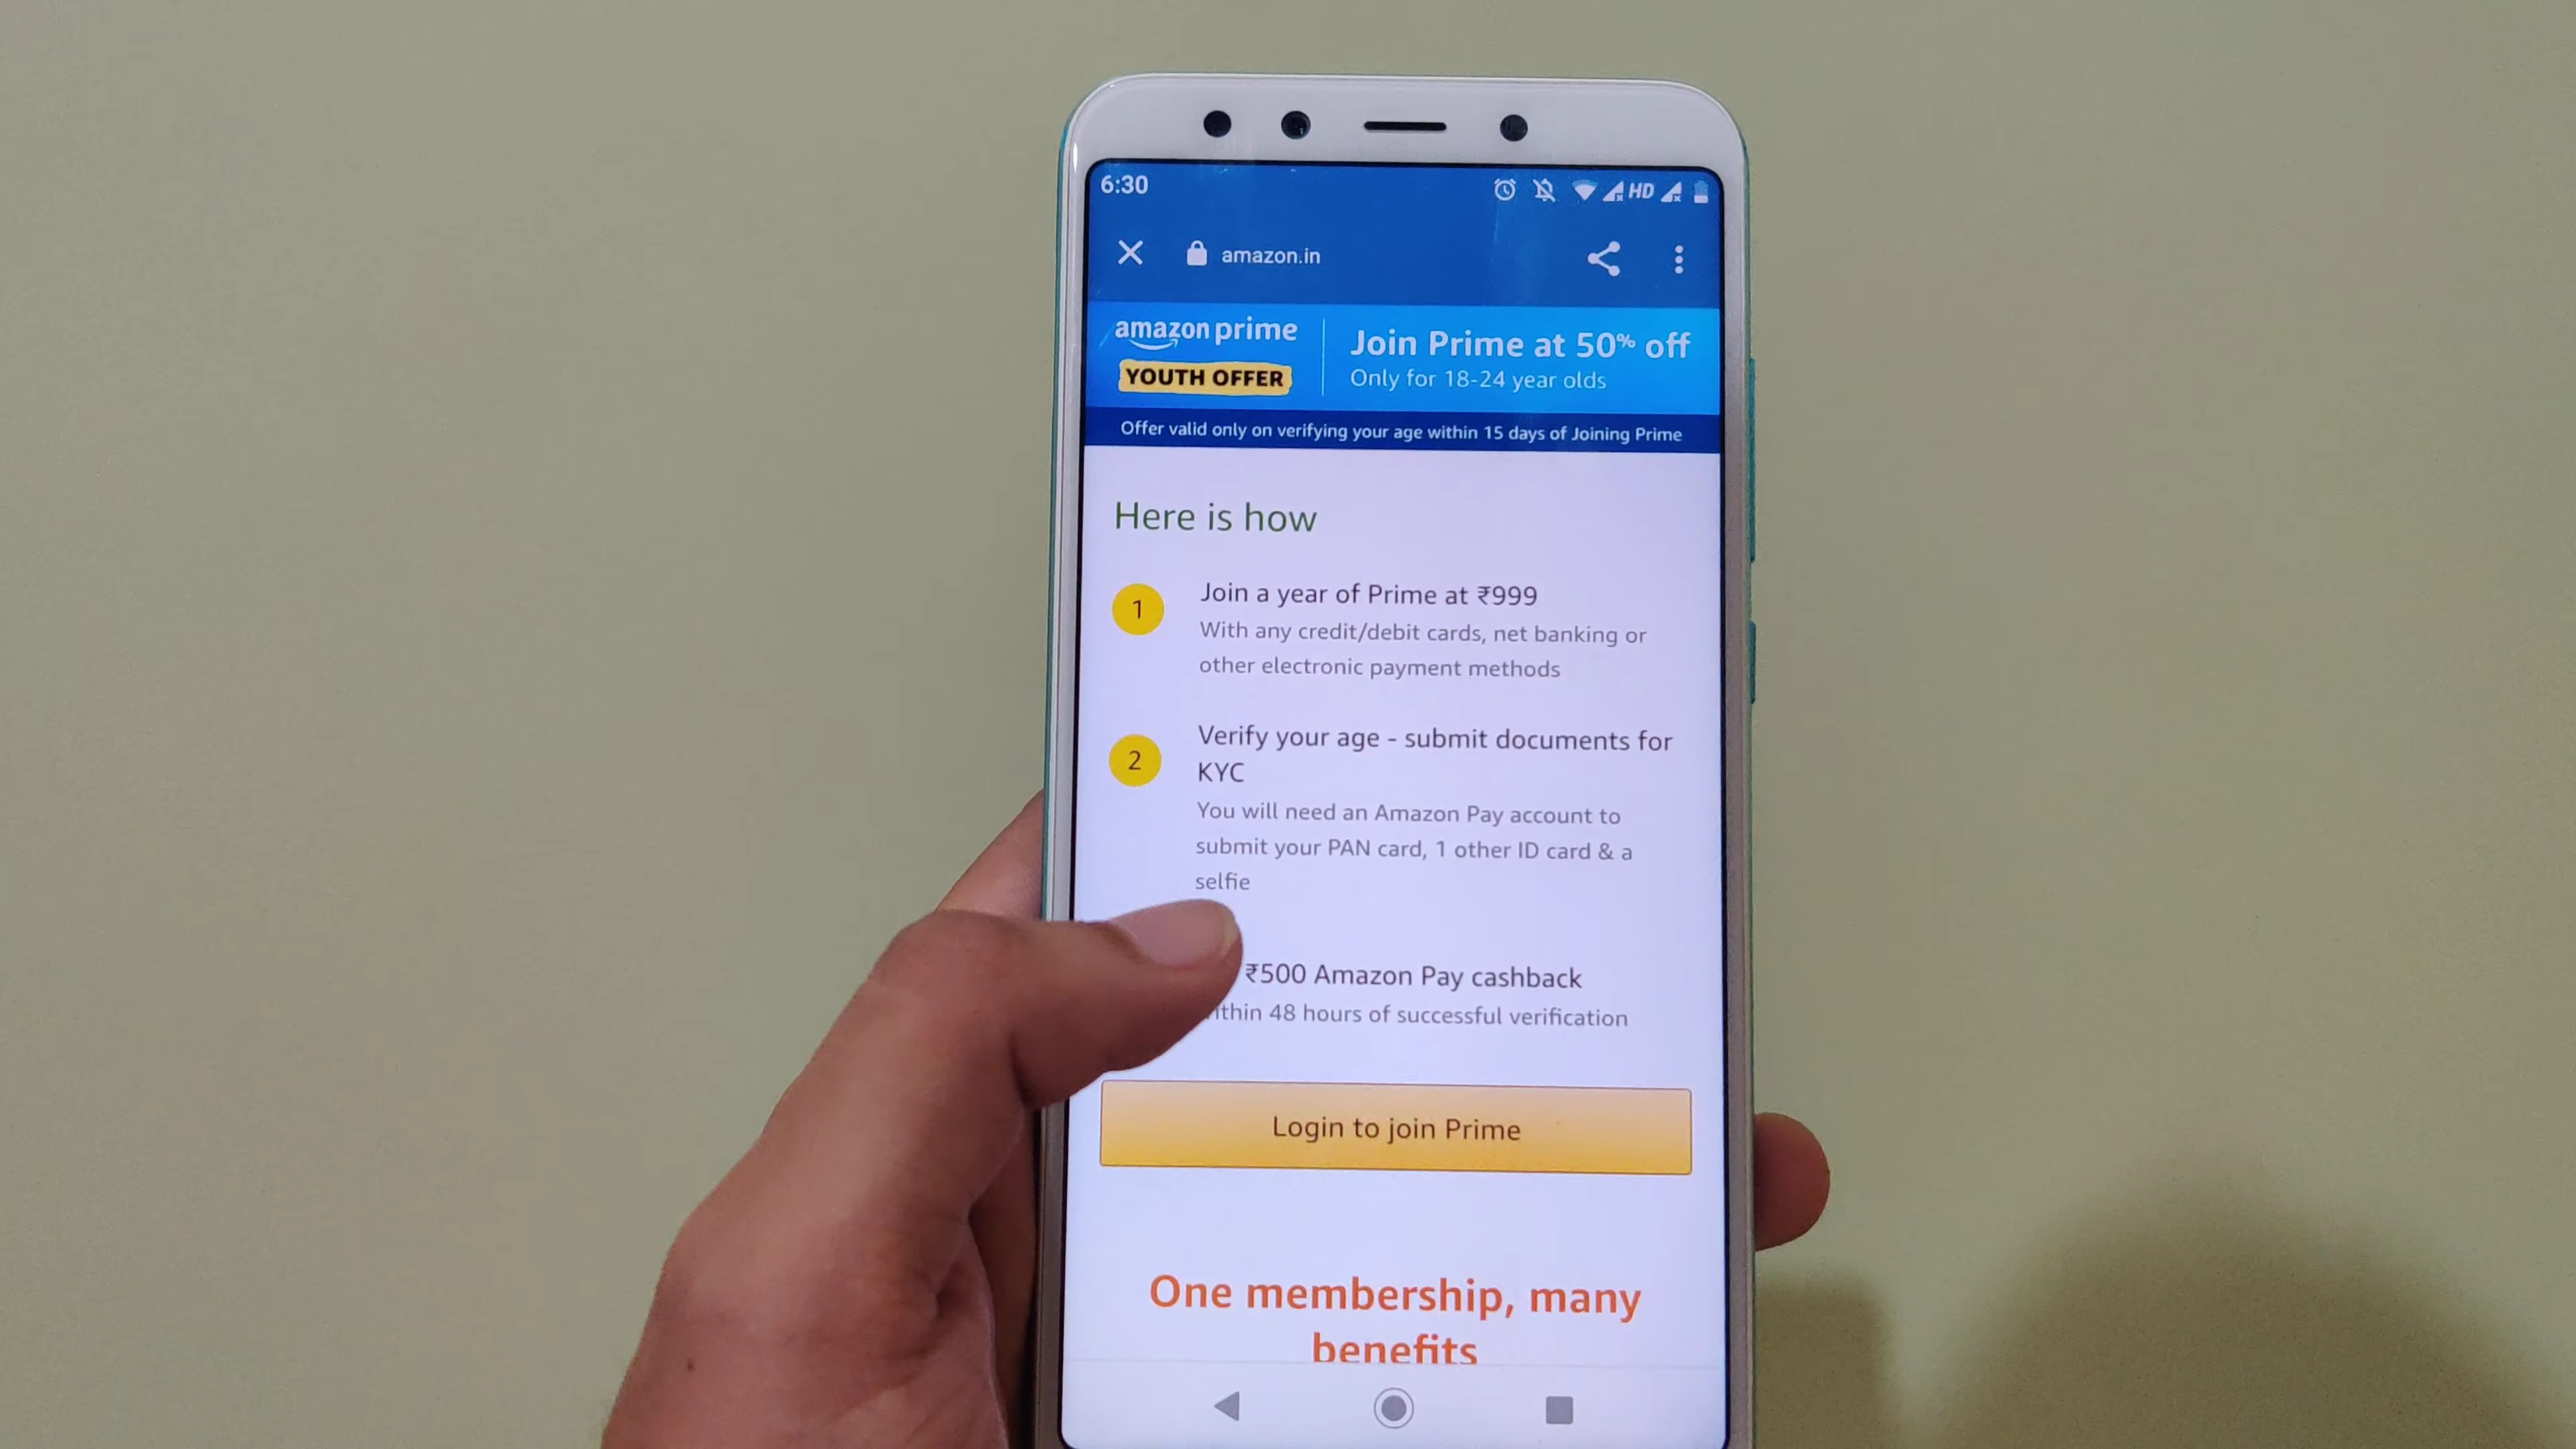 6:30
HD
amazon.in
amazon prime
YOUTH OFFER
Join Prime at 50% off
Only for 18-24 year olds
Offer valid only on verifying your age within 15 days of Joining Prime
Here is how
1
Join a year of Prime at ₹999
With any credit/debit cards, net banking or
other electronic payment methods
2
Verify your age - submit documents for
KYC
You will need an Amazon Pay account to
submit your PAN card, 1 other ID card & a
selfie
₹500 Amazon Pay cashback
48 hours of successful verification
Login to join Prime
One membership, many
benefits